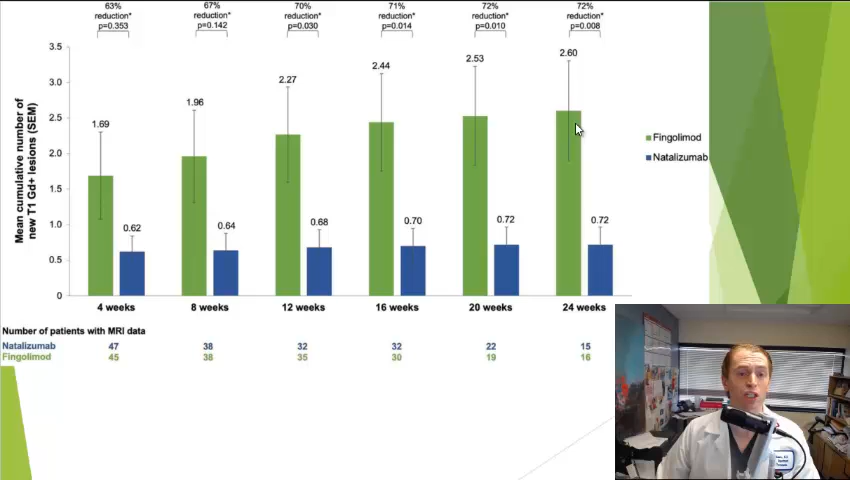 63% 67% 70% 71% 72% 72%
reduction* reduction* reduction* reduction* reduction* reduction*
p=0.353 p=0.142 p=0.030 p=0.014 p=0.010 p=0.008
Mean cumulative number of
new T1 Gd+ lesions (SEM)
3.5
3.0
2.5
2.0
1.5
1.0
0.5
0
1.69 0.62
1.96 0.64
2.27 0.68
2.44 0.70
2.53 0.72
2.60 0.72
4 weeks 8 weeks 12 weeks 16 weeks 20 weeks 24 weeks
Fingolimod
Natalizumab
Number of patients with MRI data
Natalizumab 47 38 32 32 22 15
Fingolimod 45 38 35 30 19 16